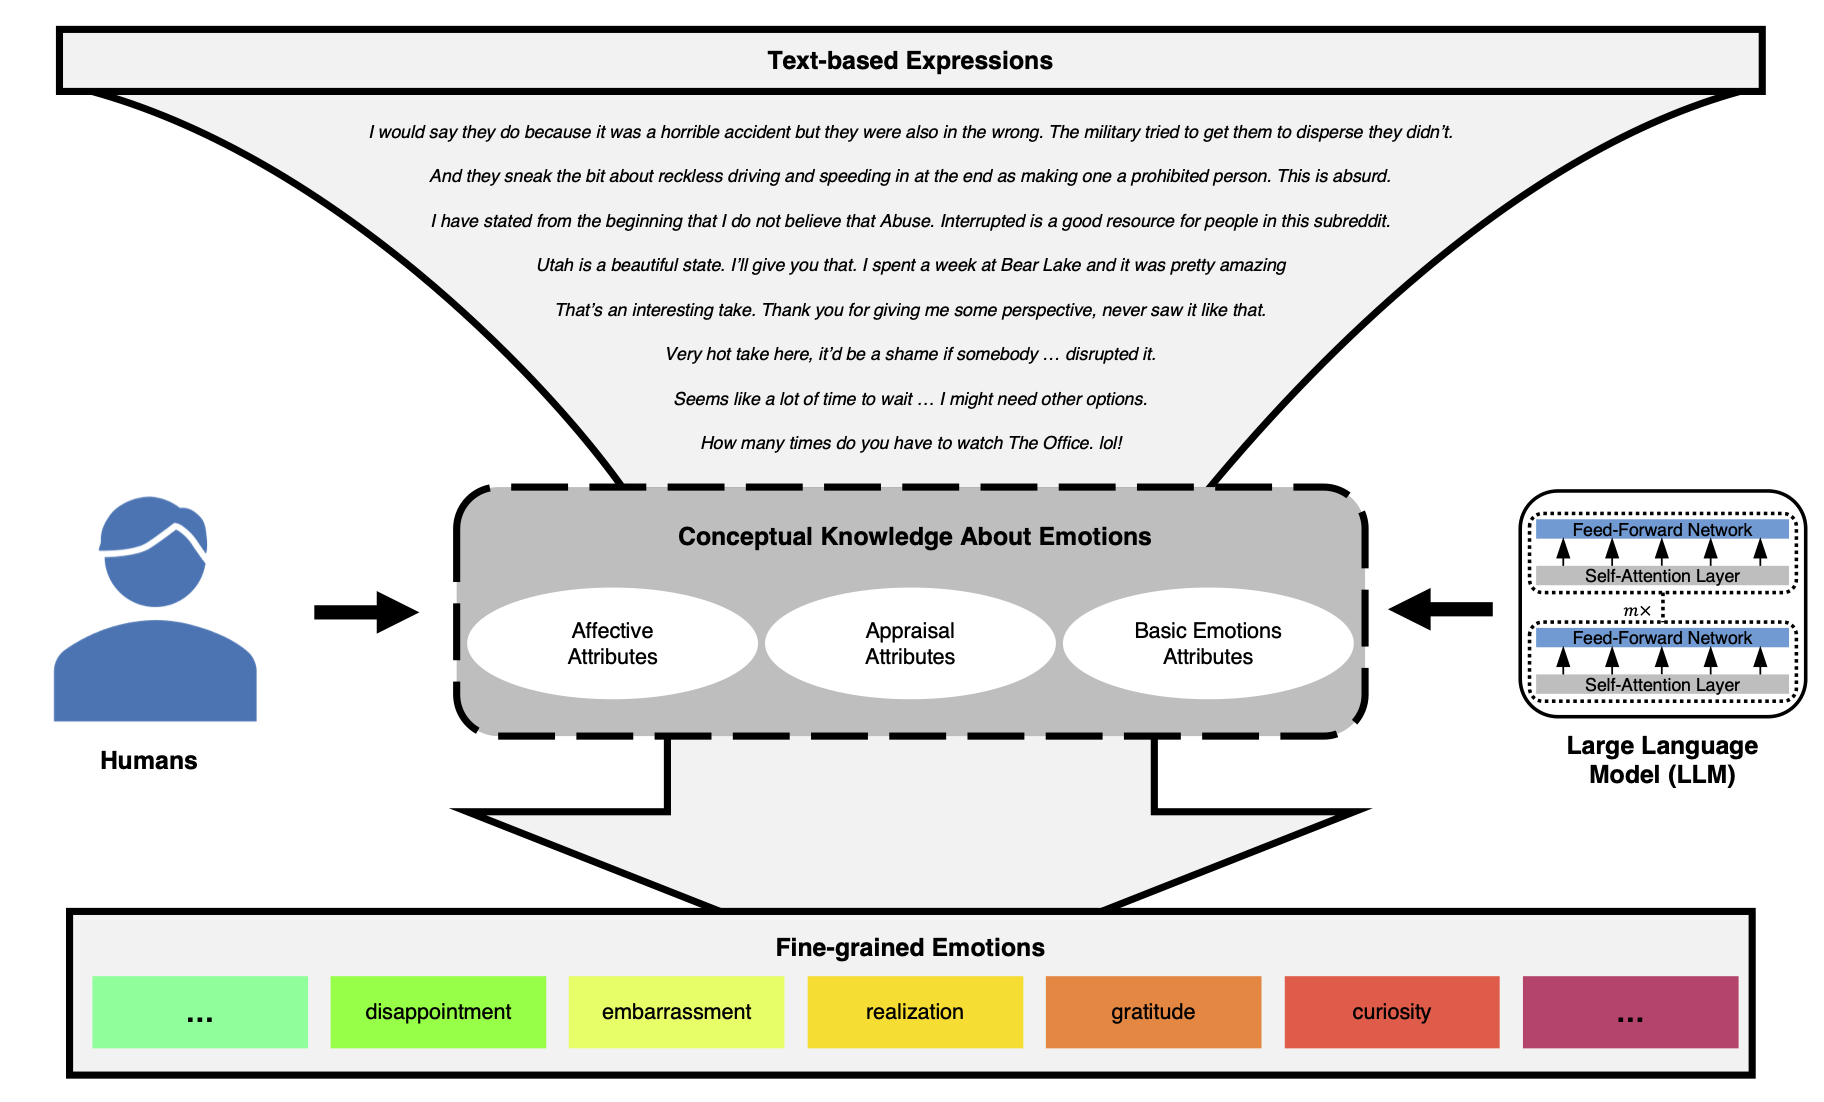 Text-based Expressions
I would say they do because it was a horrible accident but they were also in the wrong. The military tried to get them to disperse they didn’t.
And they sneak the bit about reckless driving and speeding in at the end as making one a prohibited person. This is absurd.
I have stated from the beginning that I do not believe that Abuse. Interrupted is a good resource for people in this subreddit.
Utah is a beautiful state. I’ll give you that. I spent a week at Bear Lake and it was pretty amazing
That’s an interesting take. Thank you for giving me some perspective, never saw it like that.
Very hot take here, it’d be a shame if somebody … disrupted it.
Seems like a lot of time to wait … I might need other options.
How many times do you have to watch The Office. lol!
Conceptual Knowledge About Emotions
Affective
Attributes
Appraisal
Attributes
Basic Emotions
Attributes
Humans
Feed-Forward Network
Self-Attention Layer
m×
Feed-Forward Network
Self-Attention Layer
Large Language
Model (LLM)
Fine-grained Emotions
...
disappointment
embarrassment
realization
gratitude
curiosity
...